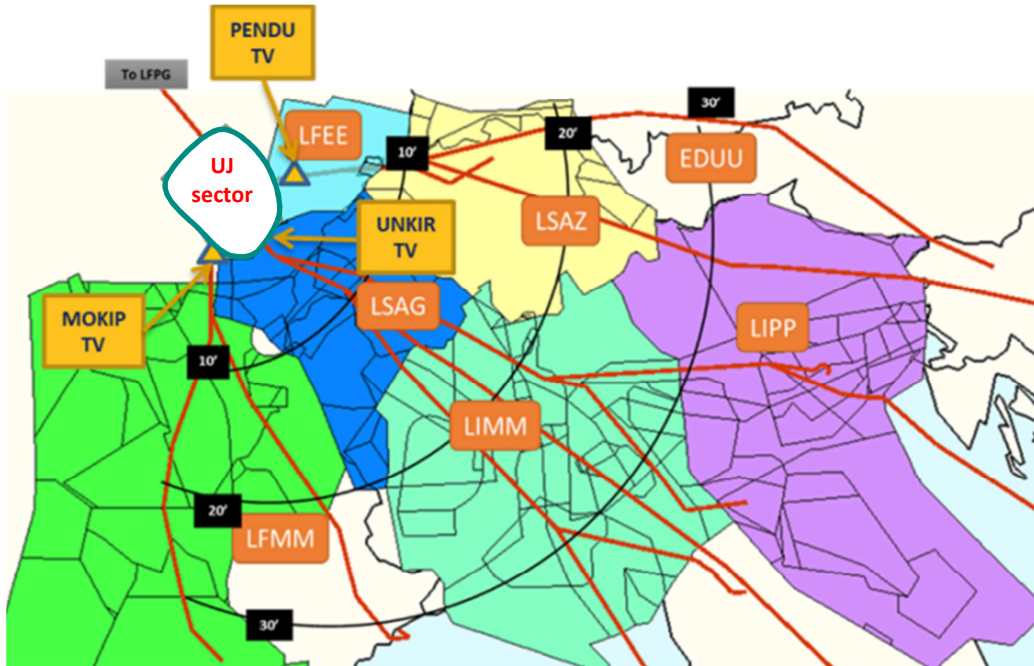 PENDU
TV
To LFPG
30'
LFEE
20'
10'
EDUU
UJ
sector
UNKIR
TV
LSAZ
MOKIP
TV
LSAG
LIPP
10'
LIMM
20'
LFMM
30'